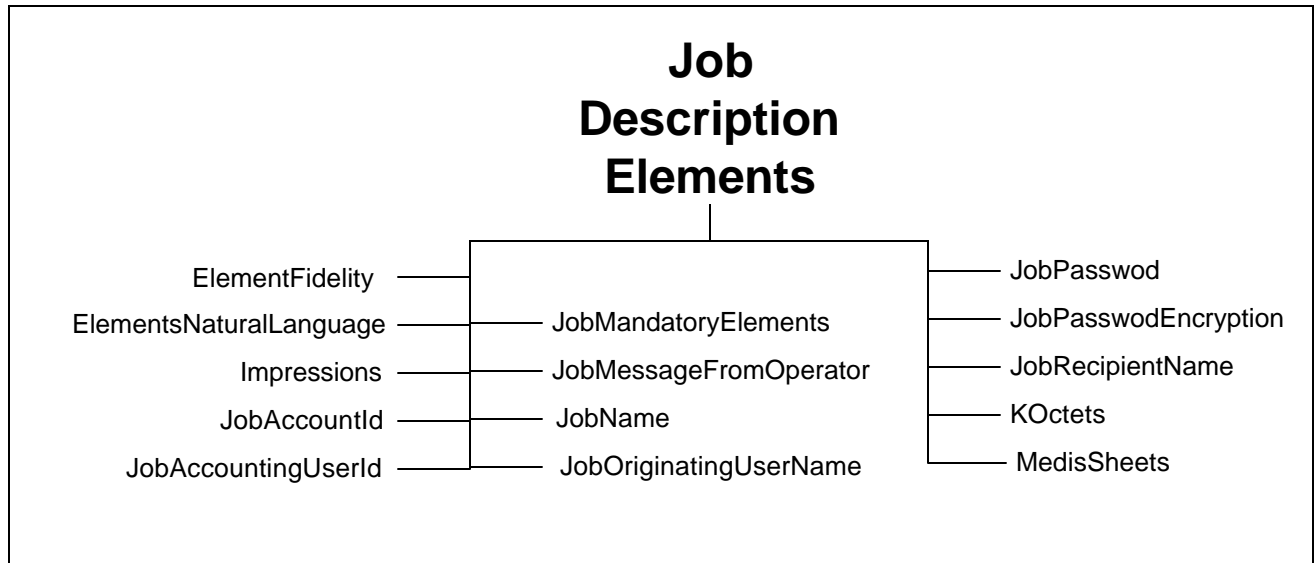 Job
Description
Elements
ElementFidelity
ElementsNaturalLanguage
Impressions
JobAccountId
JobAccountingUserId
JobMandatoryElements
JobMessageFromOperator
JobName
JobOriginatingUserName
JobPasswod
JobPasswodEncryption
JobRecipientName
KOctets
MedisSheets